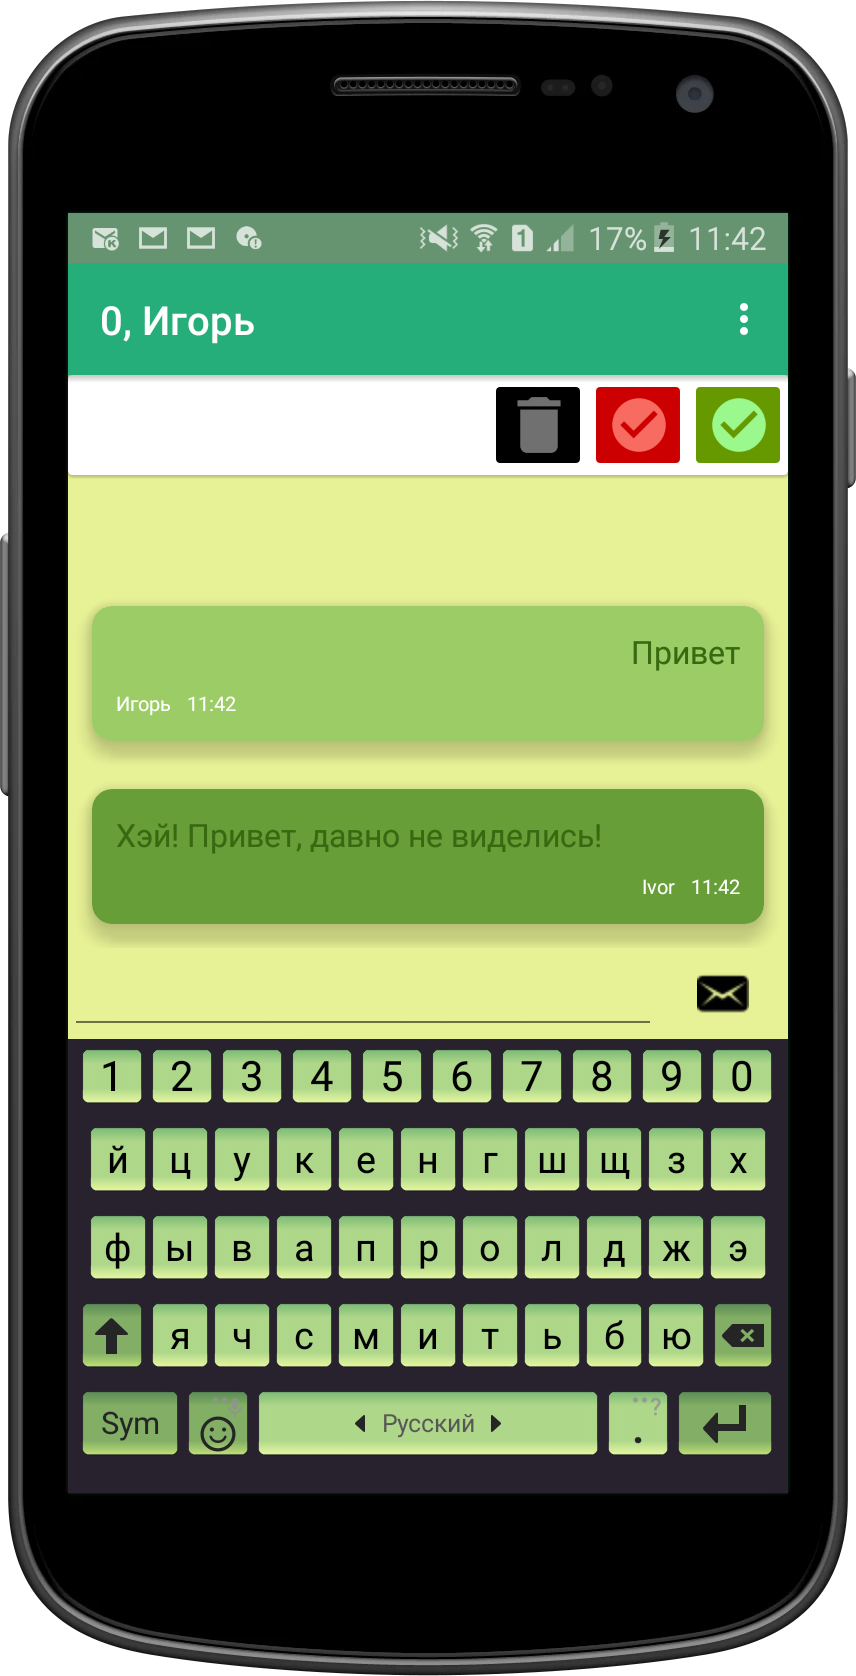 17% 11:42
0, Игорь
Привет
Игорь 11:42
Хэй! Привет, давно не виделись!
Ivor 11:42
1 2 3 4 5 6 7 8 9 0
й ц у к е н г ш щ з х
ф ы в а п р о л д ж э
я ч с м и т ь б ю
Sym Русский . ?